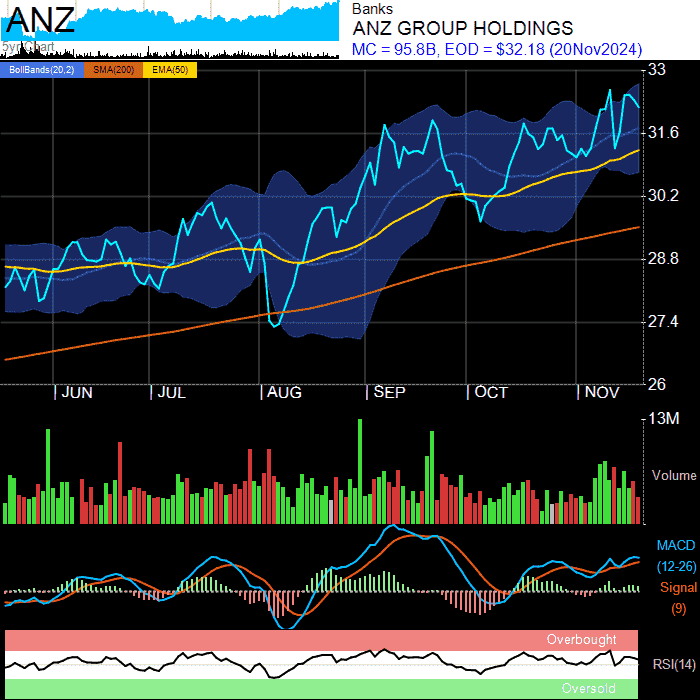 ANZ
5yr Chart
Banks
ANZ GROUP HOLDINGS
MC = 95.8B, EOD = $32.18 (20Nov2024)
BollBands(20,2) SMA(200) EMA(50)
33
31.6
30.2
28.8
27.4
26
JUN JUL AUG SEP OCT NOV
13M
Volume
MACD
(12-26)
Signal
(9)
Overbought
RSI(14)
Oversold